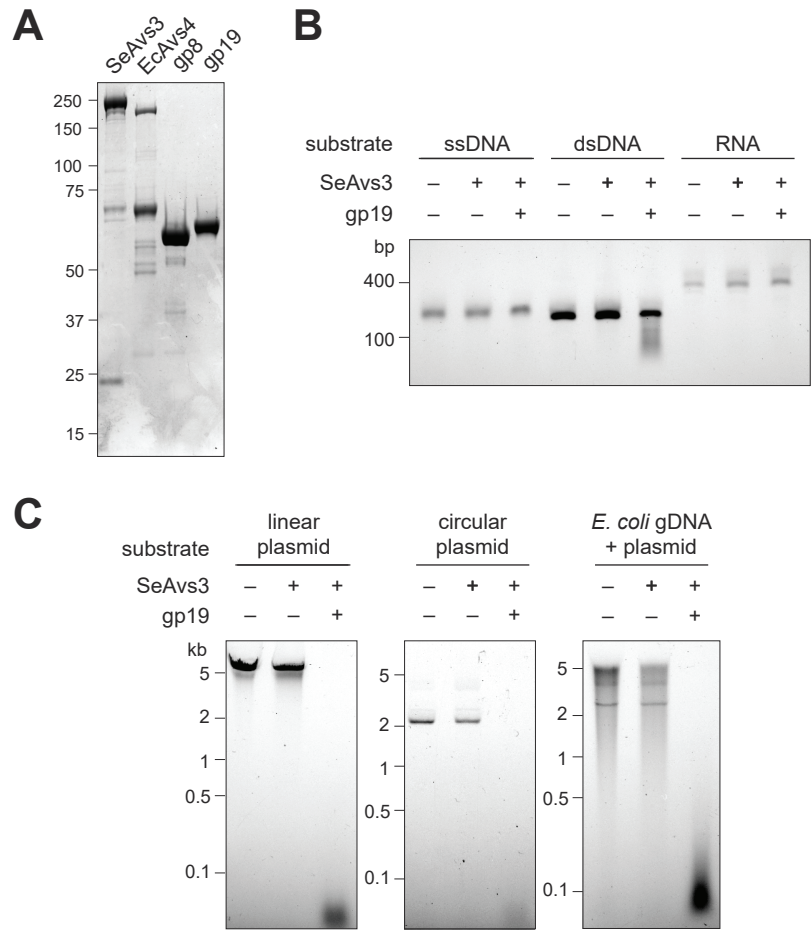 A
SeAvs3
EcAvs4
gp8
gp19
250
150
100
75
50
37
25
15
B
substrate ssDNA dsDNA RNA
SeAvs3 – + + – + + – + +
gp19 – – + – – + – – +
bp
400
100
C
substrate
linear
plasmid
circular
plasmid
E. coli gDNA
+ plasmid
SeAvs3 – + + – + + – + +
gp19 – – + – – + – – +
kb
5
2
1
0.5
0.1
5
2
1
0.5
0.1
5
2
1
0.5
0.1